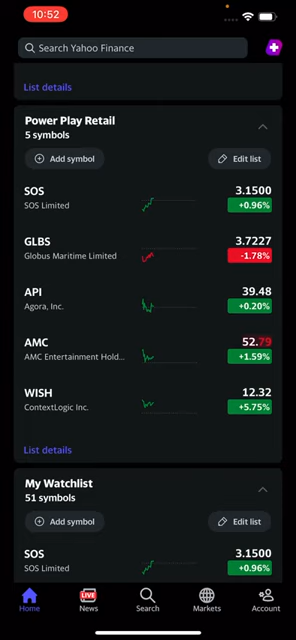 10:52
Search Yahoo Finance
List details
Power Play Retail
5 symbols
Add symbol
Edit list
SOS 3.1500
SOS Limited +0.96%
GLBS 3.7227
Globus Maritime Limited -1.78%
API 39.48
Agora, Inc. +0.20%
AMC 52.79
AMC Entertainment Hold... +1.59%
WISH 12.32
ContextLogic Inc. +5.75%
List details
My Watchlist
51 symbols
Add symbol
Edit list
SOS 3.1500
SOS Limited +0.96%
LIVE
Home News Search Markets Account